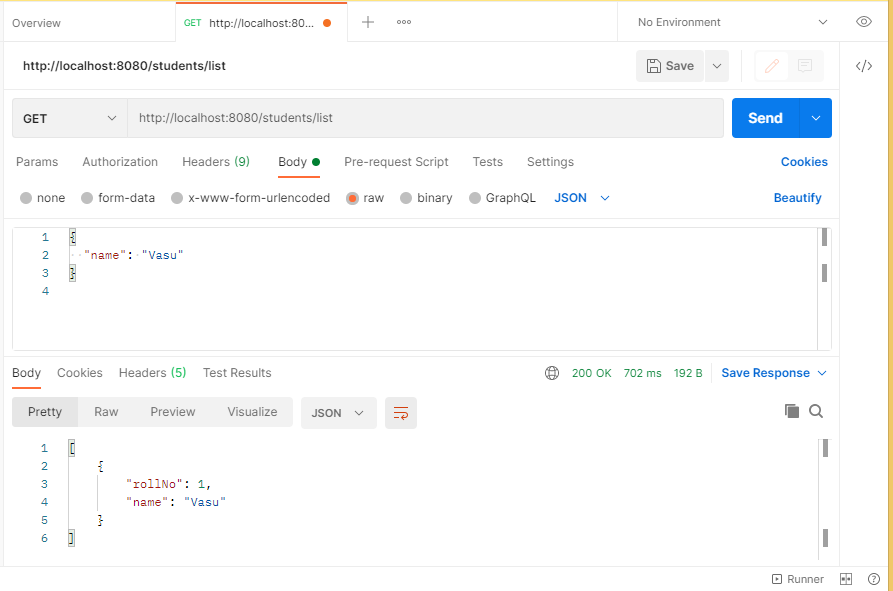 Overview
GET http://localhost:80...
No Environment
http://localhost:8080/students/list
Save
GET http://localhost:8080/students/list
Send
Params Authorization Headers (9) Body Pre-request Script Tests Settings Cookies
none form-data x-www-form-urlencoded raw binary GraphQL JSON Beautify
1 {
2 "name": "Vasu"
3 }
4
Body Cookies Headers (5) Test Results 200 OK 702 ms 192 B Save Response
Pretty Raw Preview Visualize JSON
1 [
2 {
3 "rollNo": 1,
4 "name": "Vasu"
5 }
6 ]
Runner